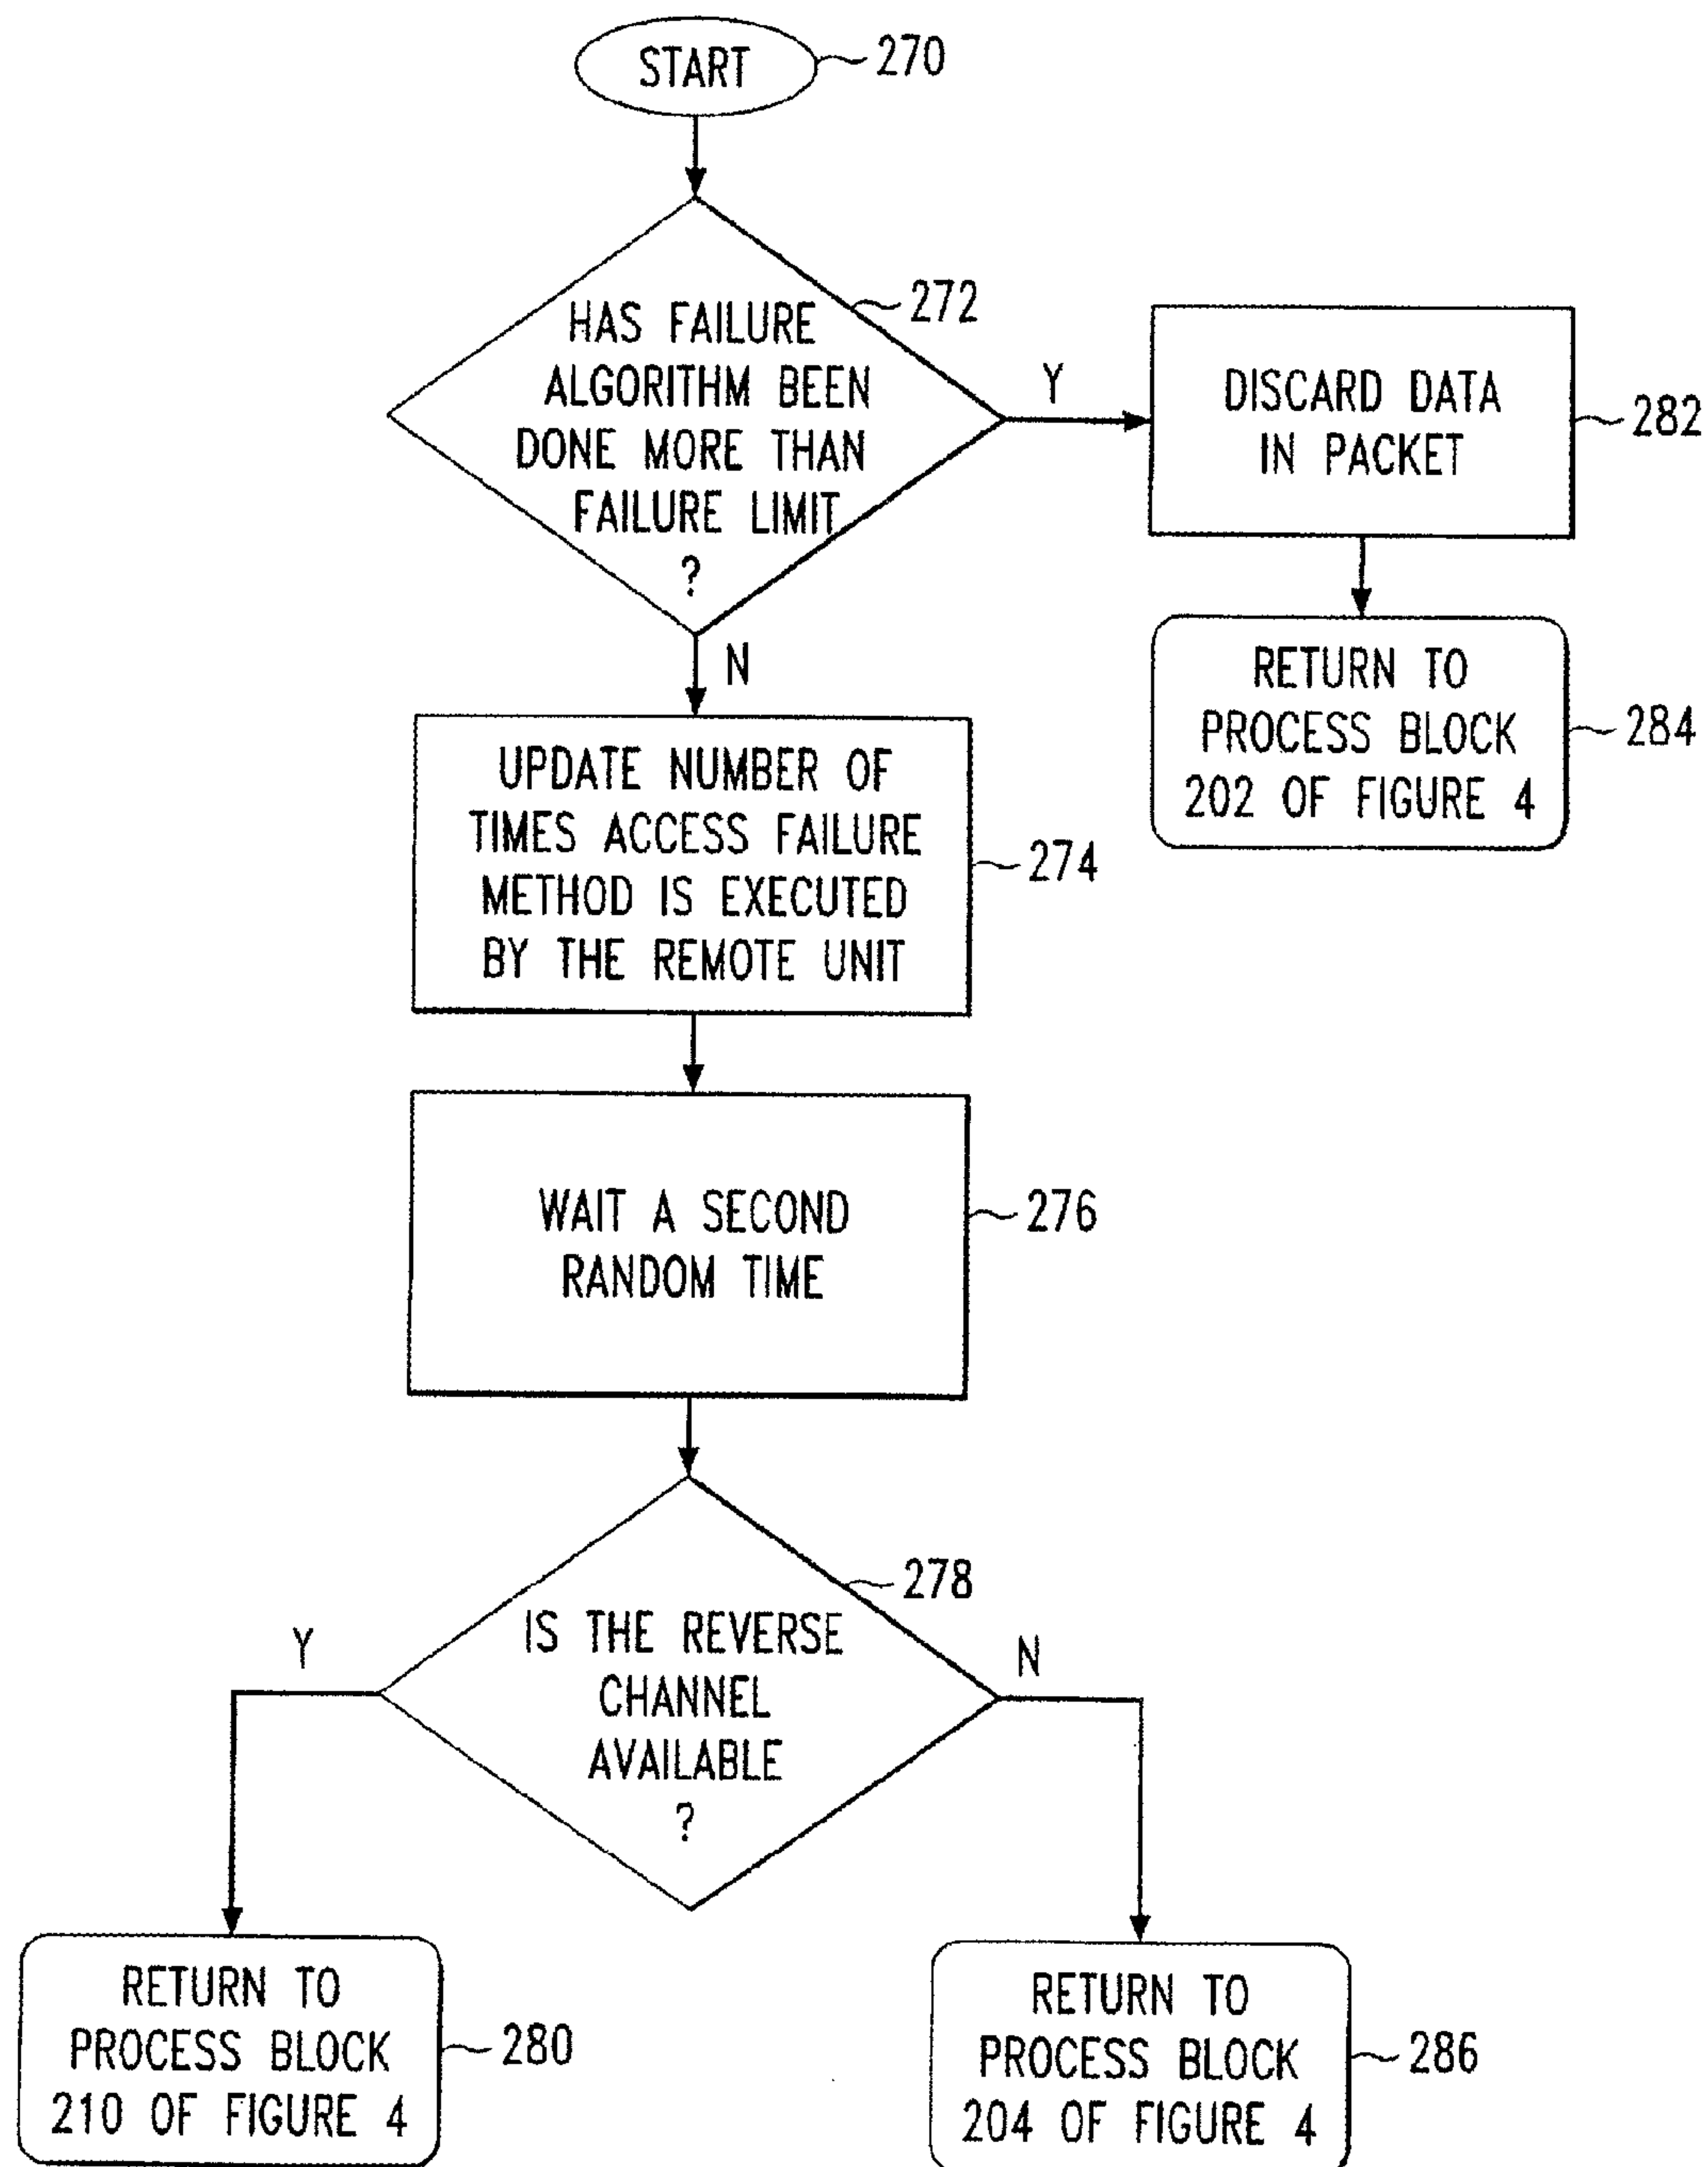 START
270
HAS FAILURE
ALGORITHM BEEN
DONE MORE THAN
FAILURE LIMIT
?
272
Y
DISCARD DATA
IN PACKET
282
RETURN TO
PROCESS BLOCK
202 OF FIGURE 4
284
N
UPDATE NUMBER OF
TIMES ACCESS FAILURE
METHOD IS EXECUTED
BY THE REMOTE UNIT
274
WAIT A SECOND
RANDOM TIME
276
IS THE REVERSE
CHANNEL
AVAILABLE
?
278
Y
N
RETURN TO
PROCESS BLOCK
210 OF FIGURE 4
280
RETURN TO
PROCESS BLOCK
204 OF FIGURE 4
286